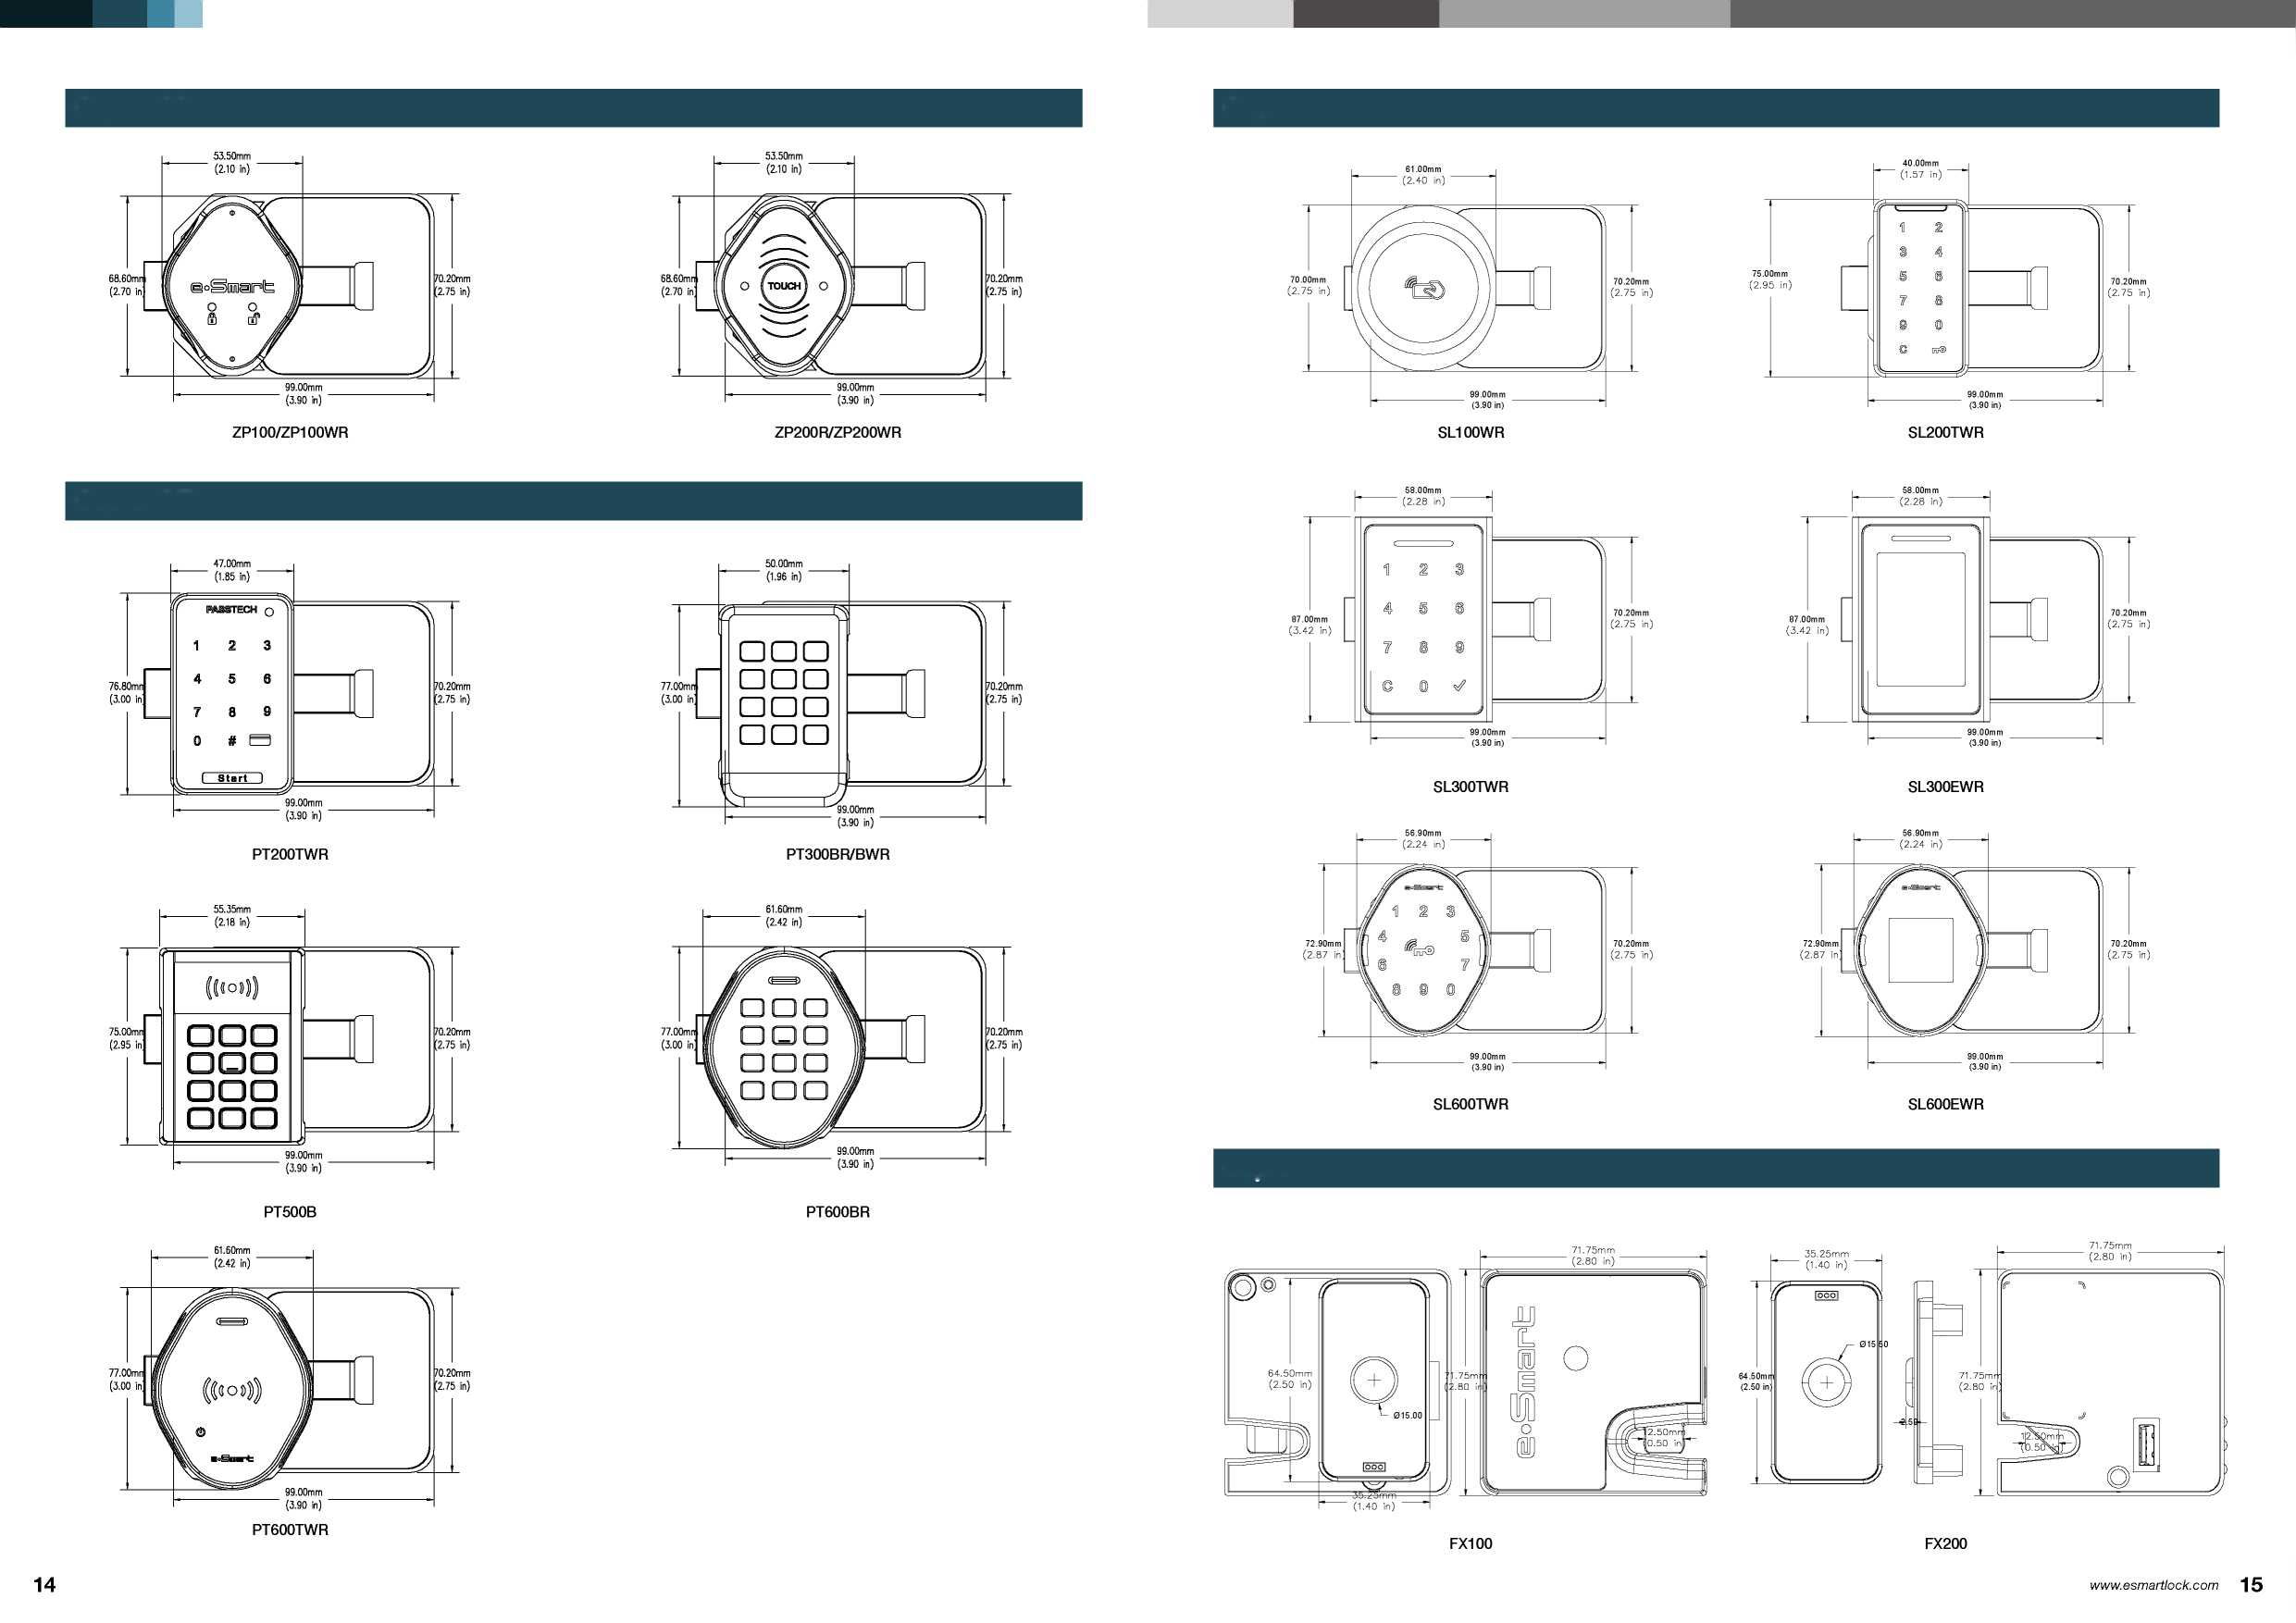 53.50mm
(2.10 in)
68.60mm
(2.70 in)
e·Smart
70.20mm
(2.75 in)
99.00mm
(3.90 in)
ZP100/ZP100WR
53.50mm
(2.10 in)
68.60mm
(2.70 in)
TOUCH
70.20mm
(2.75 in)
99.00mm
(3.90 in)
ZP200R/ZP200WR
47.00mm
(1.85 in)
PASSTECH
1 2 3
4 5 6
7 8 9
0 #
Start
76.80mm
(3.00 in)
70.20mm
(2.75 in)
99.00mm
(3.90 in)
PT200TWR
50.00mm
(1.96 in)
77.00mm
(3.00 in)
70.20mm
(2.75 in)
99.00mm
(3.90 in)
PT300BR/BWR
55.35mm
(2.18 in)
75.00mm
(2.95 in)
70.20mm
(2.75 in)
99.00mm
(3.90 in)
PT500B
61.60mm
(2.42 in)
77.00mm
(3.00 in)
70.20mm
(2.75 in)
99.00mm
(3.90 in)
PT600BR
61.60mm
(2.42 in)
77.00mm
(3.00 in)
70.20mm
(2.75 in)
e·Smart
99.00mm
(3.90 in)
PT600TWR
14
61.00mm
(2.40 in)
70.00mm
(2.75 in)
70.20mm
(2.75 in)
99.00mm
(3.90 in)
SL100WR
40.00mm
(1.57 in)
1 2
3 4
5 6
7 8
9 0
C
75.00mm
(2.95 in)
70.20mm
(2.75 in)
99.00mm
(3.90 in)
SL200TWR
58.00mm
(2.28 in)
1 2 3
4 5 6
7 8 9
C 0
87.00mm
(3.42 in)
70.20mm
(2.75 in)
99.00mm
(3.90 in)
SL300TWR
58.00mm
(2.28 in)
87.00mm
(3.42 in)
70.20mm
(2.75 in)
99.00mm
(3.90 in)
SL300EWR
56.90mm
(2.24 in)
e·Smart
1 2 3
4 5
6 7
8 9 0
72.90mm
(2.87 in)
70.20mm
(2.75 in)
99.00mm
(3.90 in)
SL600TWR
56.90mm
(2.24 in)
e·Smart
72.90mm
(2.87 in)
70.20mm
(2.75 in)
99.00mm
(3.90 in)
SL600EWR
64.50mm
(2.50 in)
Ø15.00
35.25mm
(1.40 in)
71.75mm
(2.80 in)
71.75mm
(2.80 in)
e·Smart
12.50mm
(0.50 in)
FX100
35.25mm
(1.40 in)
64.50mm
(2.50 in)
Ø15.60
2.50
71.75mm
(2.80 in)
71.75mm
(2.80 in)
12.50mm
(0.50 in)
FX200
www.esmartlock.com 15